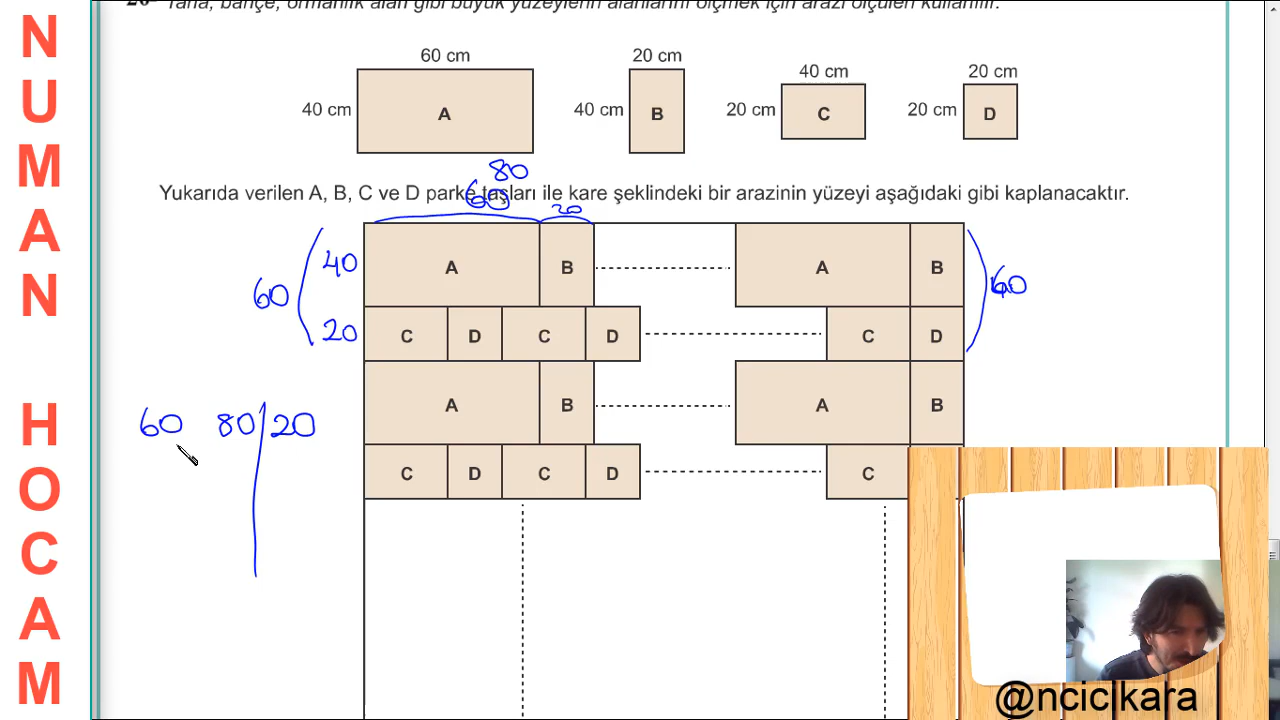 NUMAN HOCAM
20- Tarla, bahçe, ormanlık alan gibi büyük yüzeylerin alanlarını ölçmek için arazi ölçüleri kullanılır.
60 cm
20 cm
40 cm
20 cm
40 cm
A
40 cm
B
20 cm
C
20 cm
D
80
Yukarıda verilen A, B, C ve D parke taşları ile kare şeklindeki bir arazinin yüzeyi aşağıdaki gibi kaplanacaktır.
60
20
40
A
B
A
B
60
60
20
C
D
C
D
C
D
A
B
A
B
60 80 20
C
D
C
D
C
@ncicikara